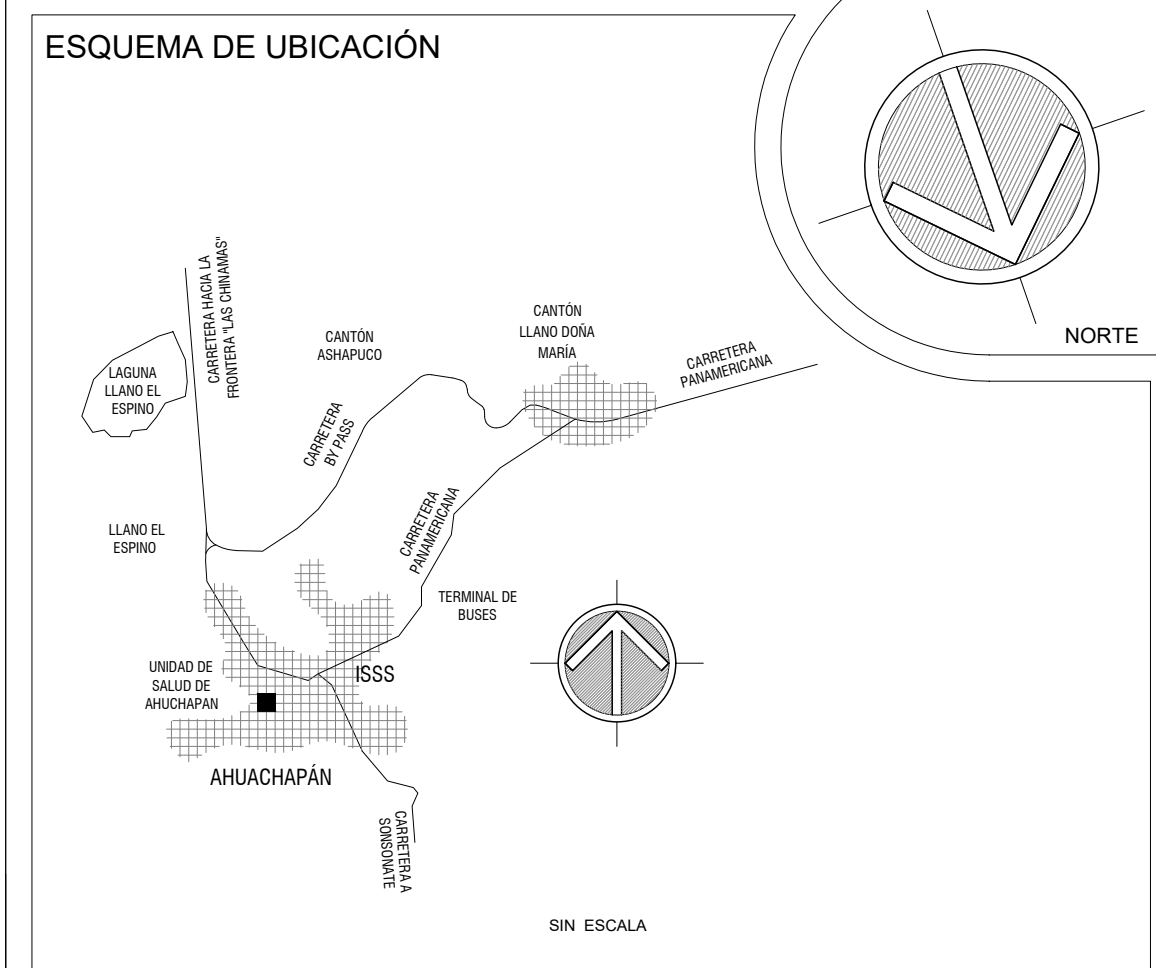 ESQUEMA DE UBICACIÓN
NORTE
CARRETERA HACIA LA
FRONTERA "LAS CHINAMAS"
CANTÓN
ASHAPUCO
CANTÓN
LLANO DOÑA
MARÍA
CARRETERA
PANAMERICANA
LAGUNA
LLANO EL
ESPINO
CARRETERA
BY PASS
CARRETERA
PANAMERICANA
LLANO EL
ESPINO
TERMINAL DE
BUSES
UNIDAD DE
SALUD DE
AHUCHAPAN
ISSS
AHUACHAPÁN
CARRETERA A
SONSONATE
SIN ESCALA